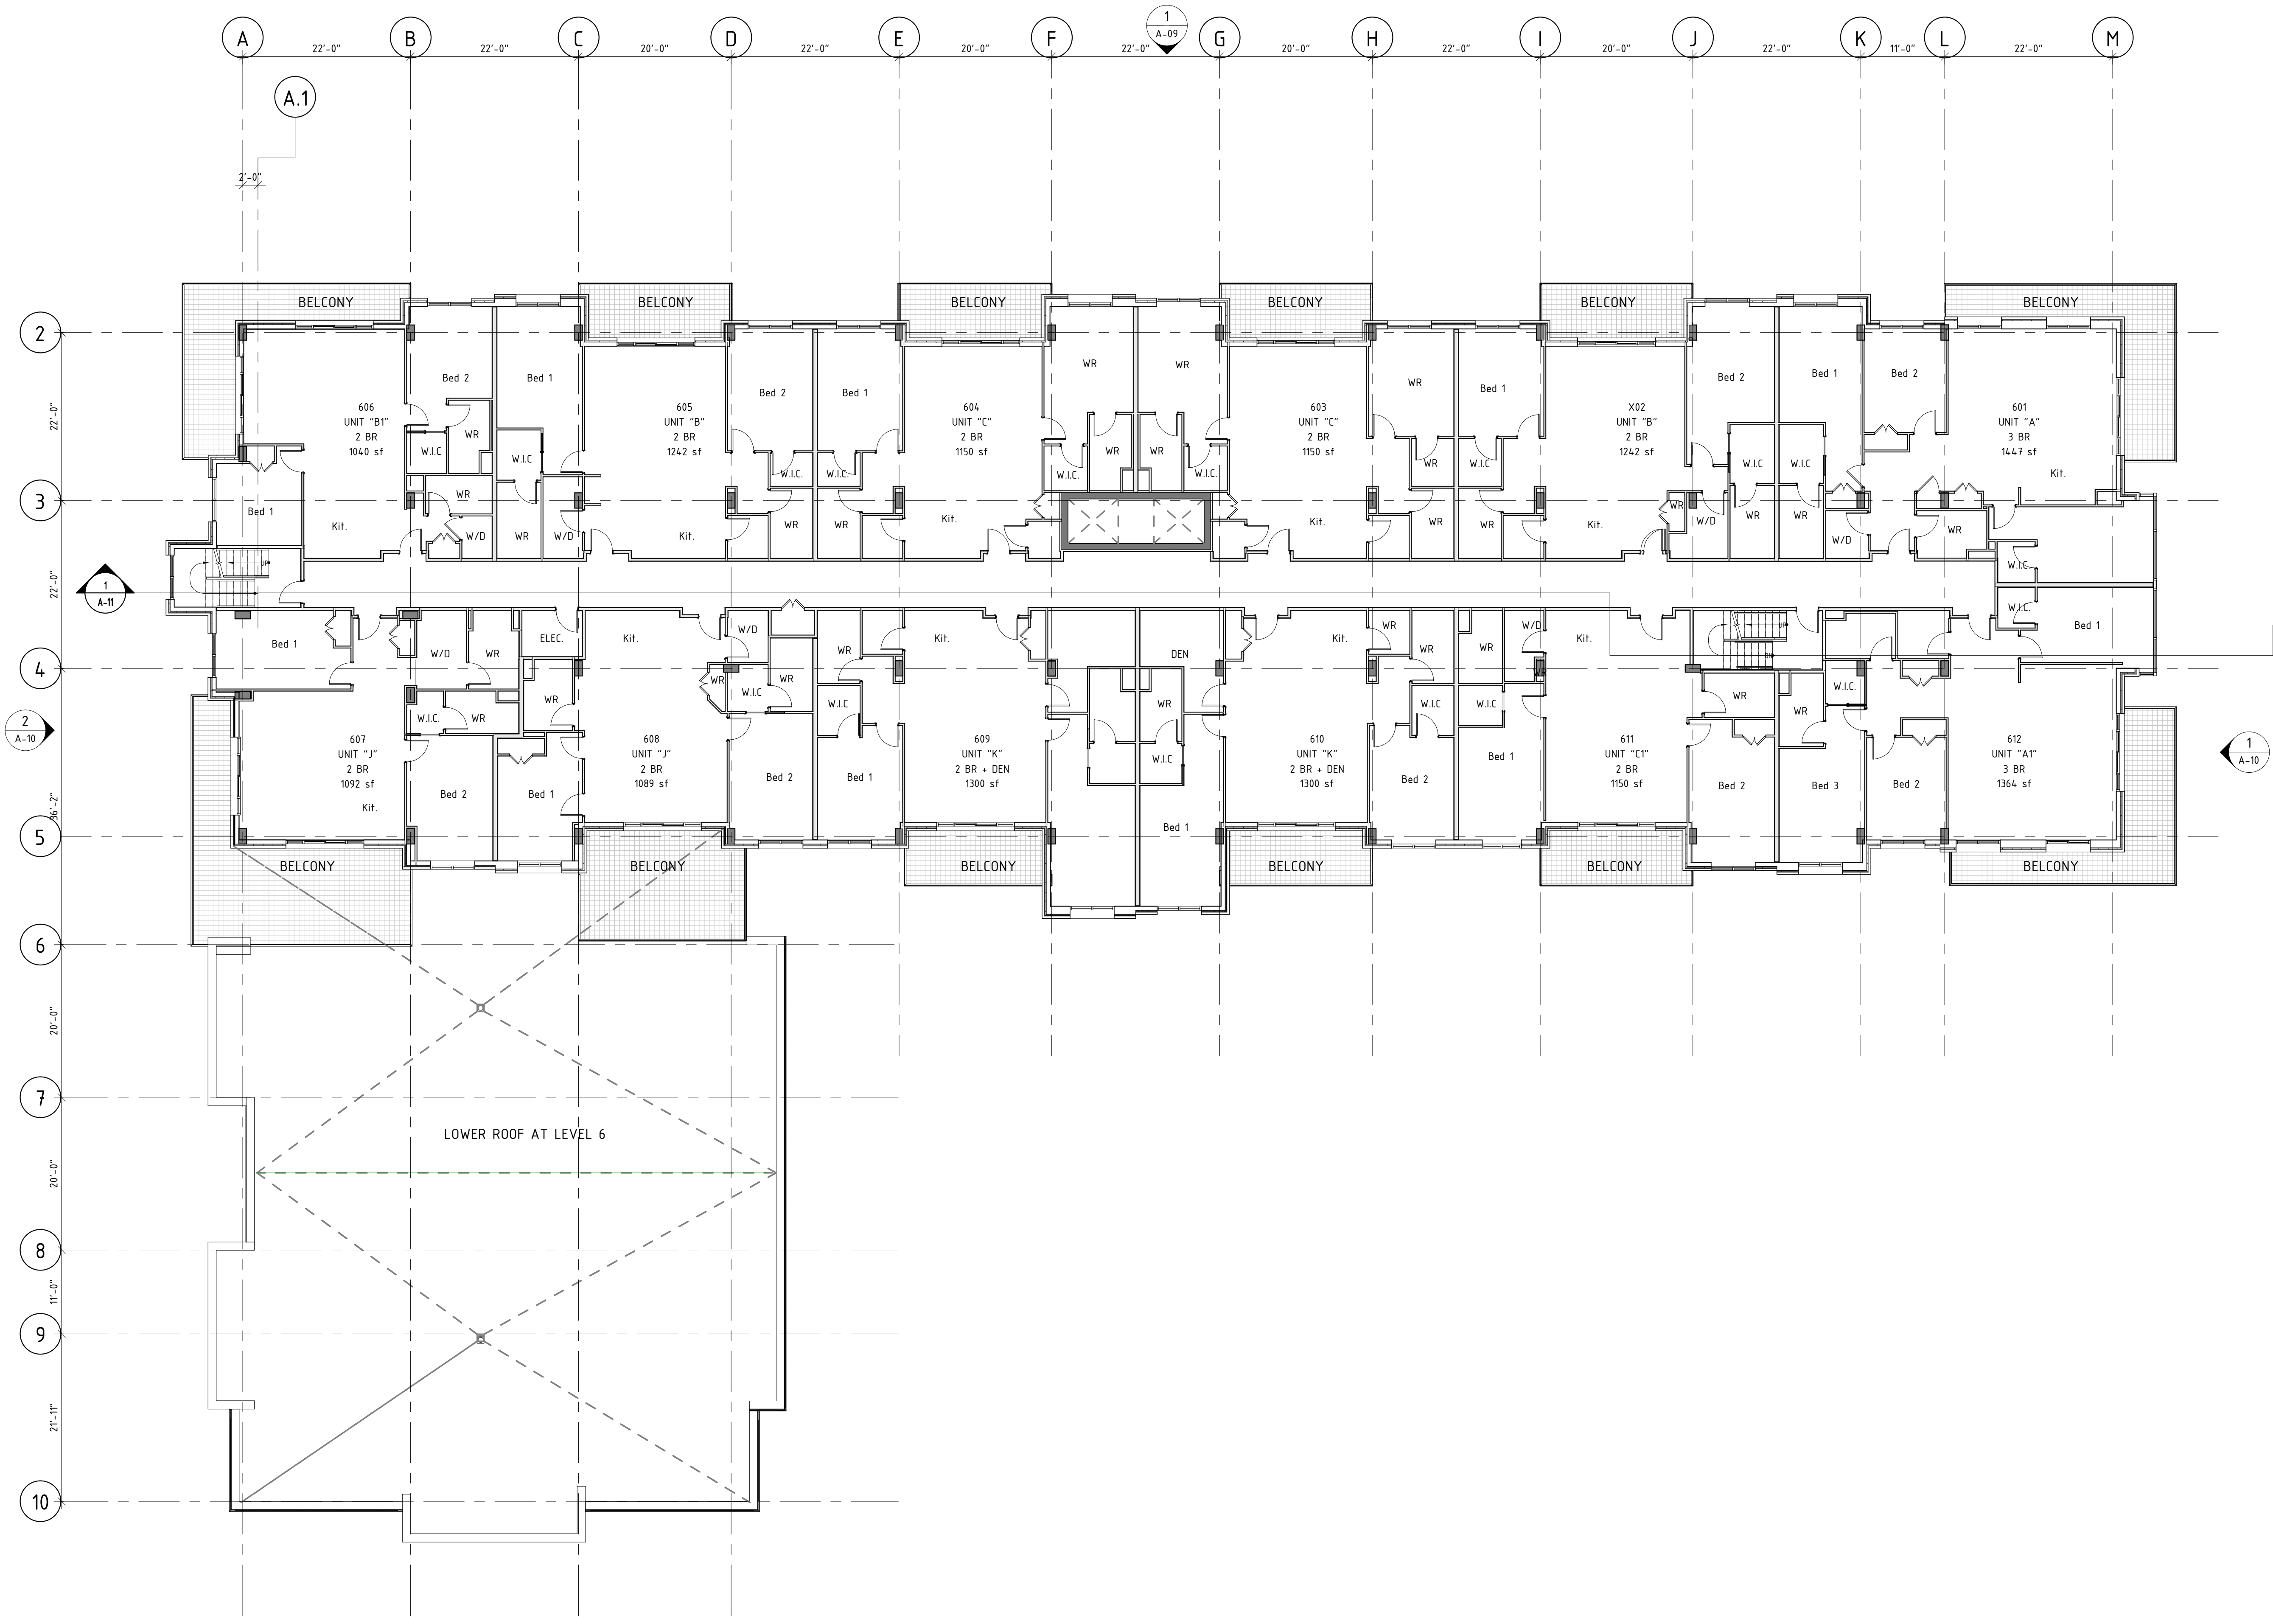 1
A-09
A
B
C
D
E
F
G
H
I
J
K
L
M
22'-0"
22'-0"
20'-0"
22'-0"
20'-0"
22'-0"
20'-0"
22'-0"
20'-0"
22'-0"
11'-0"
22'-0"
A.1
2'-0"
BELCONY
BELCONY
BELCONY
BELCONY
BELCONY
BELCONY
2
22'-0"
3
22'-0"
606
UNIT "B1"
2 BR
1040 sf
Bed 2
WR
W.I.C
Bed 1
Kit.
WR
W/D
Bed 1
W.I.C
WR
W/D
605
UNIT "B"
2 BR
1242 sf
Kit.
Bed 2
W.I.C.
WR
Bed 1
W.I.C.
WR
604
UNIT "C"
2 BR
1150 sf
Kit.
WR
W.I.C.
WR
WR
WR
W.I.C.
603
UNIT "C"
2 BR
1150 sf
Kit.
WR
WR
WR
Bed 1
W.I.C
WR
X02
UNIT "B"
2 BR
1242 sf
Kit.
WR
W/D
Bed 2
W.I.C
WR
Bed 1
W.I.C
WR
W/D
Bed 2
WR
601
UNIT "A"
3 BR
1447 sf
Kit.
W.I.C.
UP
1
A-11
4
Bed 1
W/D
WR
ELEC.
W.I.C.
WR
WR
607
UNIT "J"
2 BR
1092 sf
Kit.
Bed 2
Bed 1
Kit.
608
UNIT "J"
2 BR
1089 sf
W/D
WR
W.I.C
WR
Bed 2
WR
W.I.C
Bed 1
Kit.
609
UNIT "K"
2 BR + DEN
1300 sf
DEN
WR
W.I.C
Bed 1
Kit.
610
UNIT "K"
2 BR + DEN
1300 sf
WR
WR
W.I.C
Bed 2
WR
W/D
W.I.C
Bed 1
Kit.
611
UNIT "C1"
2 BR
1150 sf
UP
DN
WR
Bed 2
WR
Bed 3
W.I.C.
Bed 2
W.I.C.
Bed 1
612
UNIT "A1"
3 BR
1364 sf
2
A-10
1
A-10
36'-2"
5
BELCONY
BELCONY
BELCONY
BELCONY
BELCONY
BELCONY
6
20'-0"
7
LOWER ROOF AT LEVEL 6
20'-0"
8
11'-0"
9
21'-11"
10